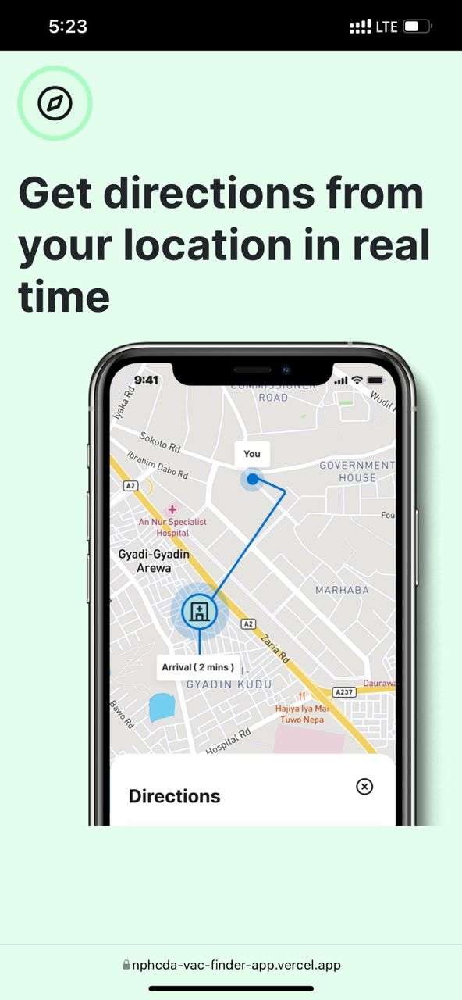 5:23
LTE
Get directions from
your location in real
time
9:41
COMMISSIONER
ROAD
Iyaka Rd
Wudil
Sokoto Rd
You
Ibrahim Dabo Rd
GOVERNMENT
HOUSE
A2
An Nur Specialist
Hospital
Fou
Gyadi-Gyadin
Arewa
MARHABA
A2
Zaria Rd
Arrival ( 2 mins )
GYADIN KUDU
Daurawa
A237
Hajiya Iya Mai
Tuwo Nepa
Bawo Rd
Hospital Rd
Directions
nphcda-vac-finder-app.vercel.app